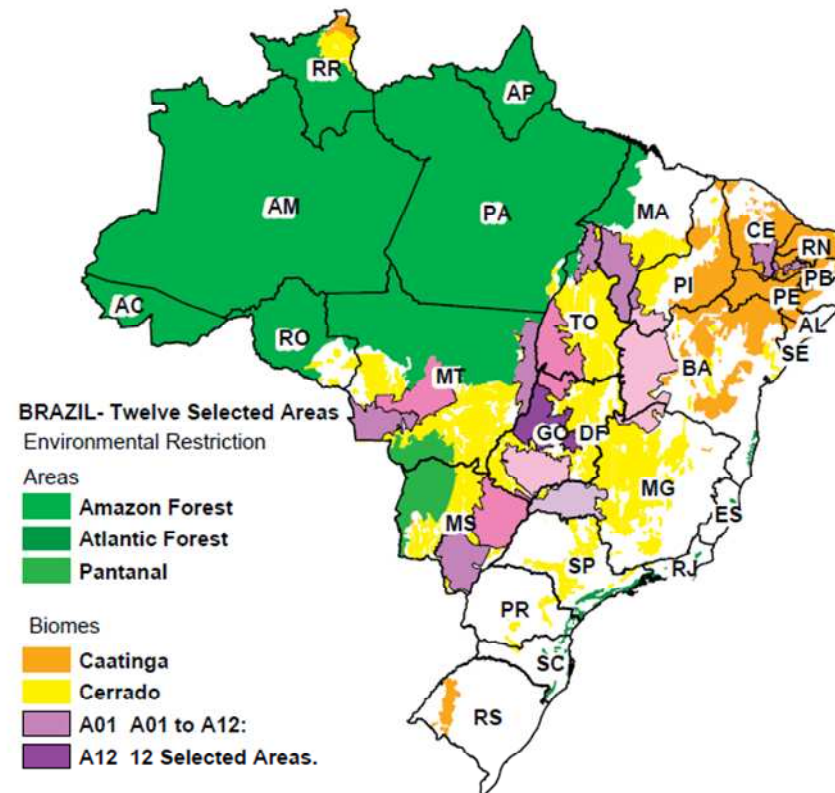 RR
AP
AM
PA
MA
CE
RN
PB
PI
PE
AC
TO
AL
RO
SE
BA
MT
BRAZIL- Twelve Selected Areas
Environmental Restriction
GO
DF
Areas
MG
Amazon Forest
ES
MS
Atlantic Forest
SP
RJ
Pantanal
PR
Biomes
Caatinga
SC
Cerrado
RS
A01 A01 to A12:
A12 12 Selected Areas.